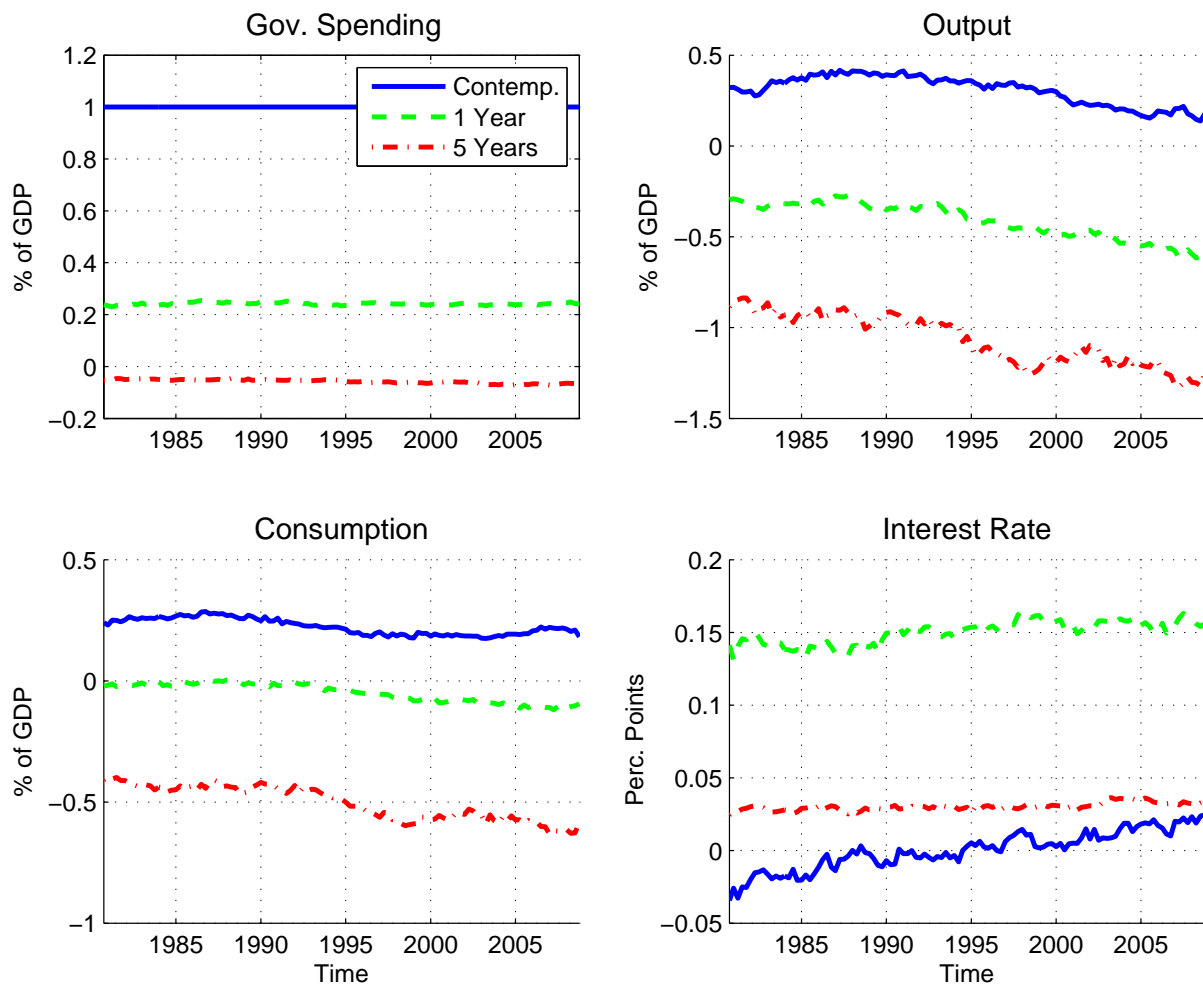 Gov. Spending
% of GDP
1.2
1
0.8
0.6
0.4
0.2
0
−0.2
1985 1990 1995 2000 2005
Contemp.
1 Year
5 Years
Output
% of GDP
0.5
0
−0.5
−1
−1.5
1985 1990 1995 2000 2005
Consumption
% of GDP
0.5
0
−0.5
−1
1985 1990 1995 2000 2005
Time
Interest Rate
Perc. Points
0.2
0.15
0.1
0.05
0
−0.05
1985 1990 1995 2000 2005
Time